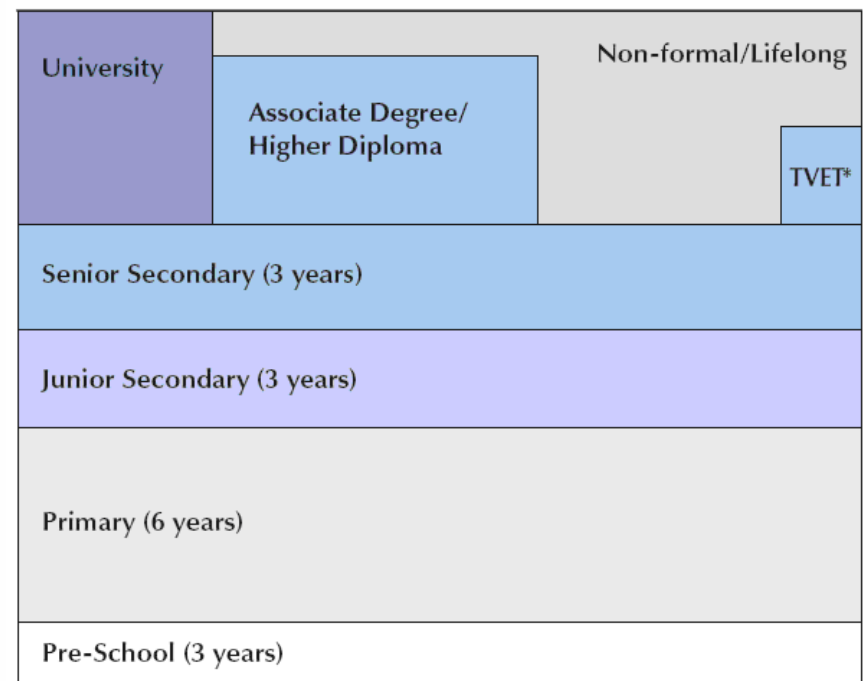 University
Non-formal/Lifelong
Associate Degree/
Higher Diploma
TVET*
Senior Secondary (3 years)
Junior Secondary (3 years)
Primary (6 years)
Pre-School (3 years)